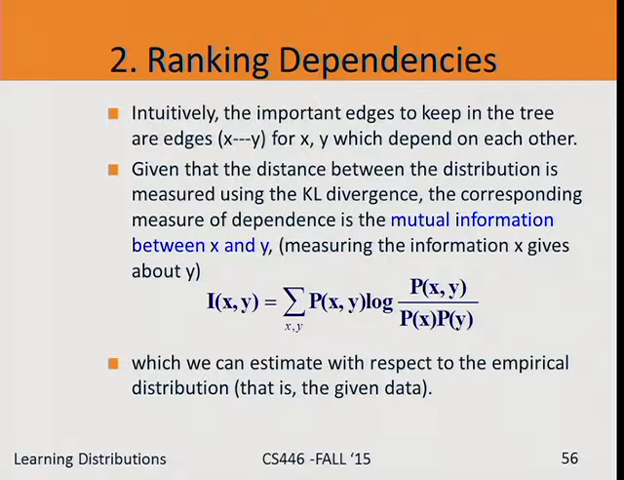 2. Ranking Dependencies
Intuitively, the important edges to keep in the tree
are edges (x---y) for x, y which depend on each other.
Given that the distance between the distribution is
measured using the KL divergence, the corresponding
measure of dependence is the mutual information
between x and y, (measuring the information x gives
about y)
I(x, y) = ∑x,y P(x, y)log P(x, y) / P(x)P(y)
which we can estimate with respect to the empirical
distribution (that is, the given data).
Learning Distributions CS446 -FALL ‘15 56